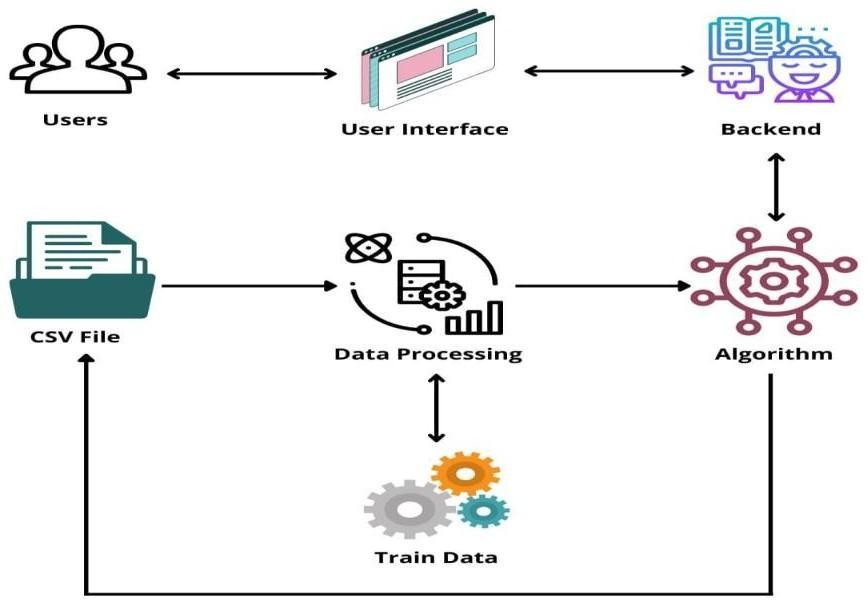 Users
User Interface
Backend
CSV File
Data Processing
Algorithm
Train Data